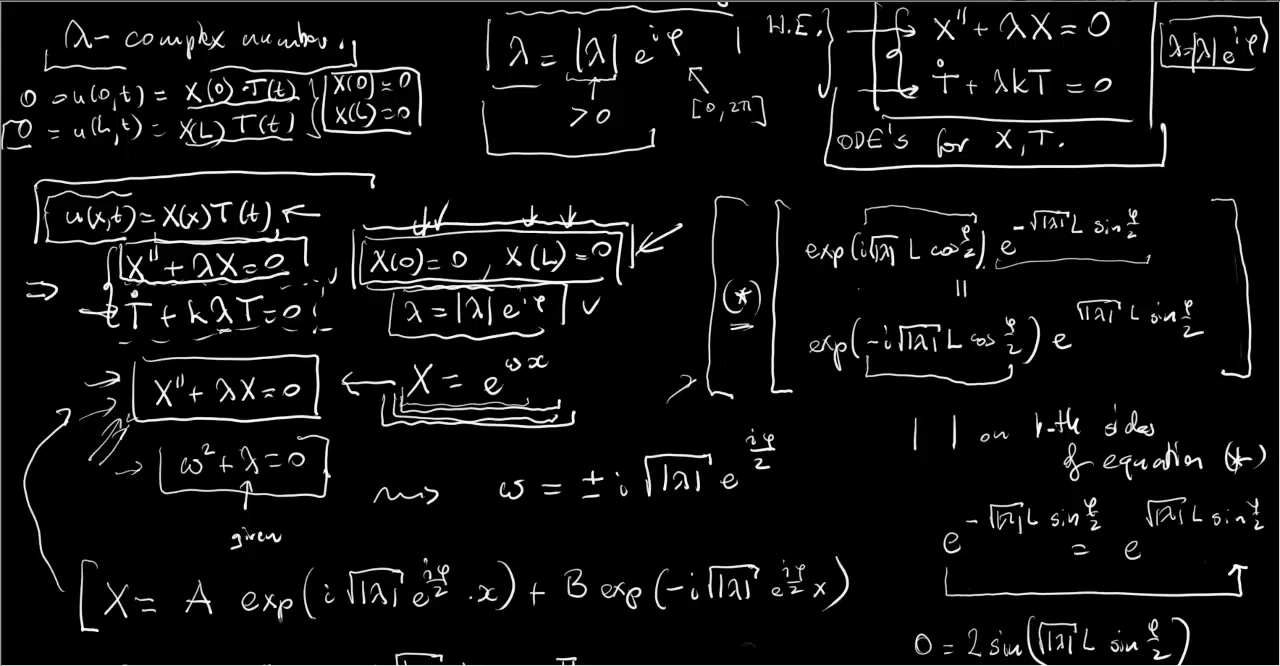 λ - complex number.
0 = u(0,t) = X(0)·T(t)
0 = u(L,t) = X(L) T(t)
X(0) = 0
X(L) = 0
λ = |λ| e^{iφ}
> 0
[0, 2π]
H.E.
X'' + λX = 0
Ṫ + λkT = 0
ODE's for X, T.
λ = |λ| e^{iφ}
u(x,t) = X(x) T(t) ←
⇒ X'' + λX = 0 , X(0) = 0 , X(L) = 0
Ṫ + kλT = 0
λ = |λ| e^{iφ} ✓
X'' + λX = 0 ← X = e^{ωx}
→ ω² + λ = 0
given
⇝ ω = ± i √|λ| e^{iφ/2}
[ X = A exp(i √|λ| e^{iφ/2} · x) + B exp(-i √|λ| e^{iφ/2} x)
(*)
exp(i√|λ| L cos φ/2) · e^{-√|λ| L sin φ/2}
||
exp(-i√|λ| L cos φ/2) e^{√|λ| L sin φ/2}
| | on both sides
of equation (*)
e^{-√|λ| L sin φ/2} = e^{√|λ| L sin φ/2}
0 = 2 sin(√|λ| L sin φ/2)